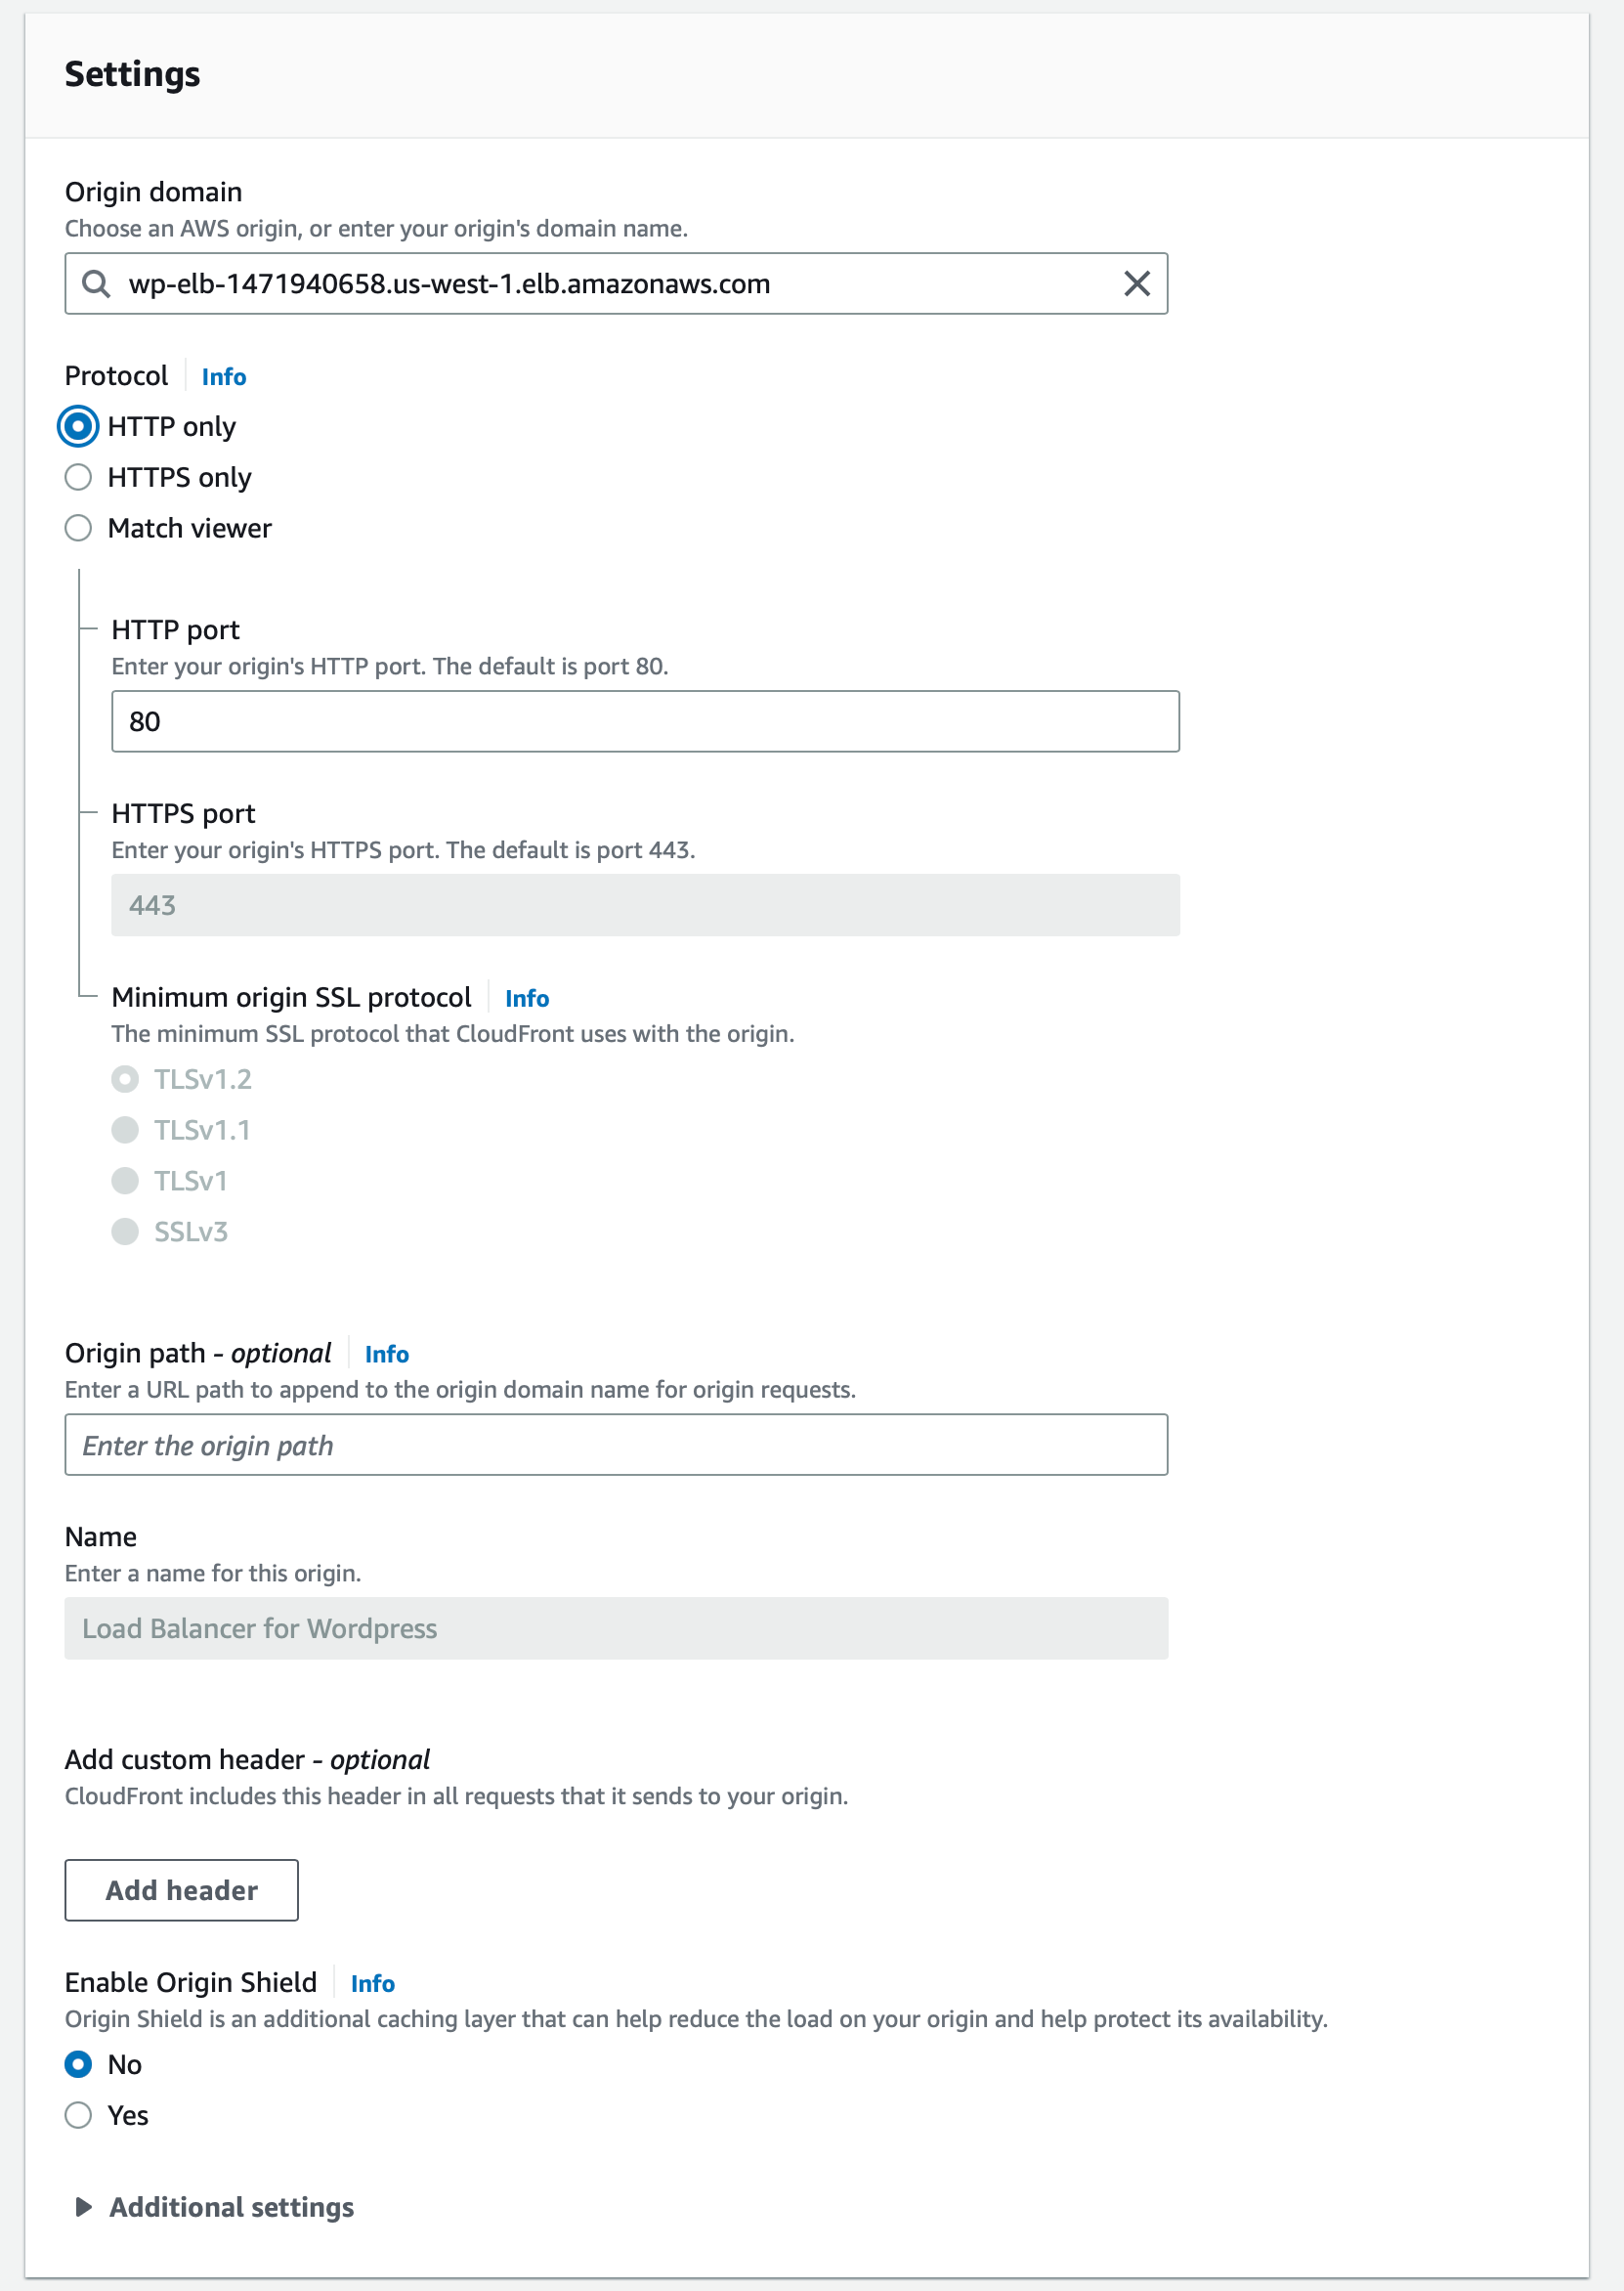 Settings
Origin domain
Choose an AWS origin, or enter your origin's domain name.
wp-elb-1471940658.us-west-1.elb.amazonaws.com
Protocol Info
HTTP only
HTTPS only
Match viewer
HTTP port
Enter your origin's HTTP port. The default is port 80.
80
HTTPS port
Enter your origin's HTTPS port. The default is port 443.
443
Minimum origin SSL protocol Info
The minimum SSL protocol that CloudFront uses with the origin.
TLSv1.2
TLSv1.1
TLSv1
SSLv3
Origin path - optional Info
Enter a URL path to append to the origin domain name for origin requests.
Enter the origin path
Name
Enter a name for this origin.
Load Balancer for Wordpress
Add custom header - optional
CloudFront includes this header in all requests that it sends to your origin.
Add header
Enable Origin Shield Info
Origin Shield is an additional caching layer that can help reduce the load on your origin and help protect its availability.
No
Yes
Additional settings